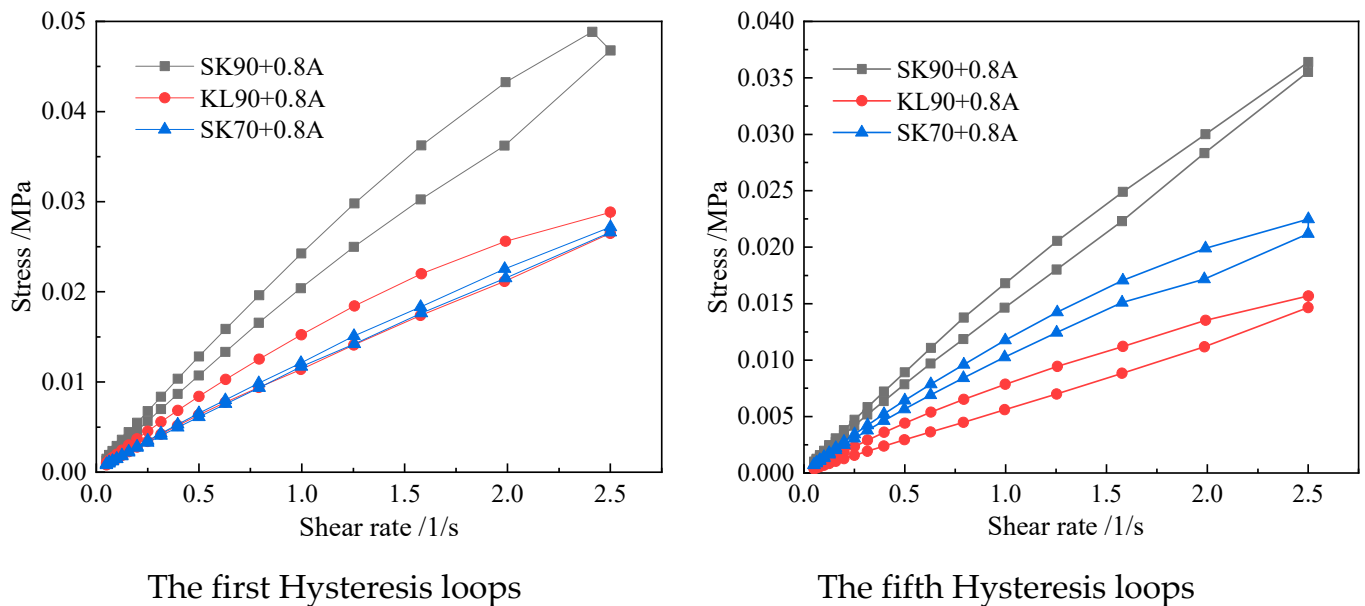 0.05
0.04
0.03
0.02
0.01
0.00
Stress /MPa
SK90+0.8A
KL90+0.8A
SK70+0.8A
0.0 0.5 1.0 1.5 2.0 2.5
Shear rate /1/s
The first Hysteresis loops
0.040
0.035
0.030
0.025
0.020
0.015
0.010
0.005
0.000
Stress /MPa
SK90+0.8A
KL90+0.8A
SK70+0.8A
0.0 0.5 1.0 1.5 2.0 2.5
Shear rate /1/s
The fifth Hysteresis loops